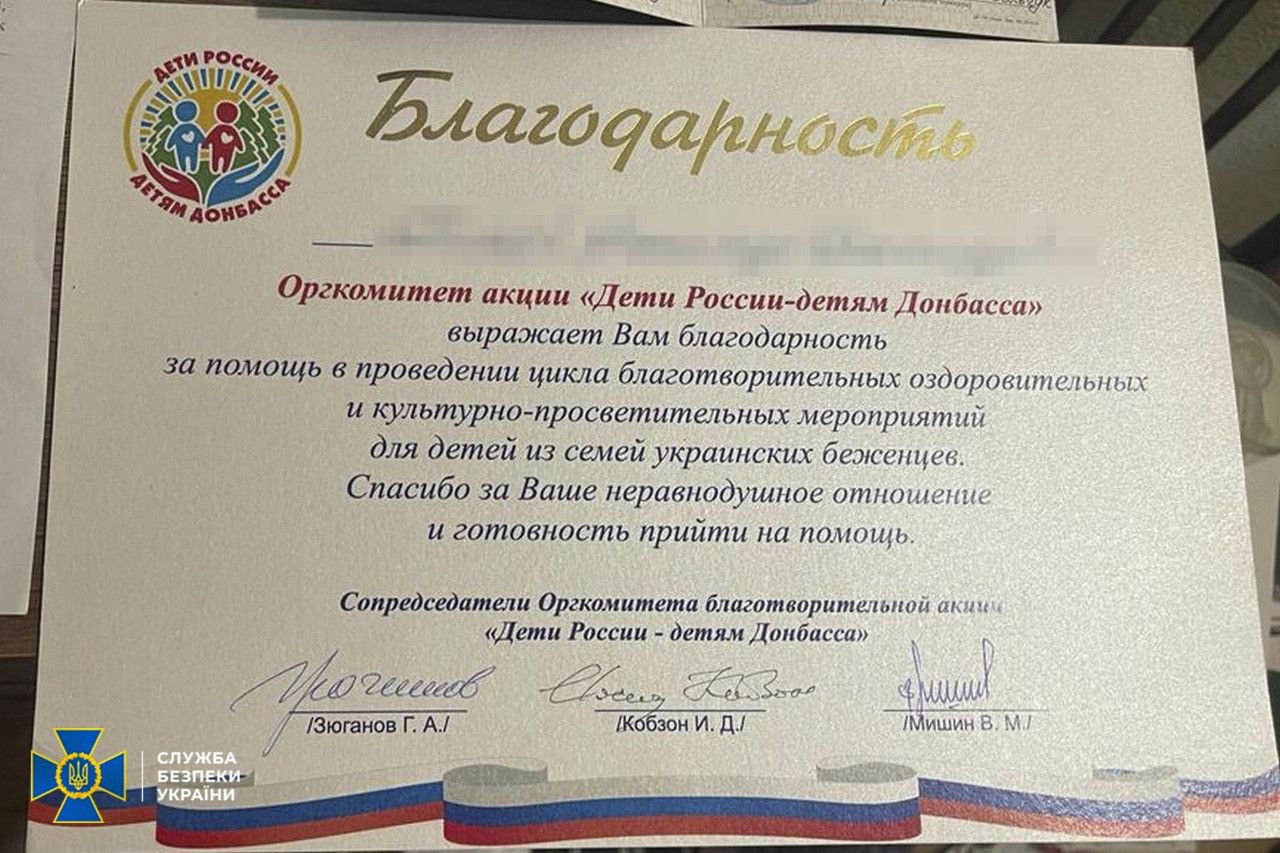 ДЕТИ РОССИИ
ДЕТЯМ ДОНБАССА
Благодарность
Оргкомитет акции «Дети России-детям Донбасса»
выражает Вам благодарность
за помощь в проведении цикла благотворительных оздоровительных
и культурно-просветительных мероприятий
для детей из семей украинских беженцев.
Спасибо за Ваше неравнодушное отношение
и готовность прийти на помощь.
Сопредседатели Оргкомитета благотворительной акции
«Дети России - детям Донбасса»
/Зюганов Г. А./
/Кобзон И. Д./
/Мишин В. М./
СЛУЖБА
БЕЗПЕКИ
УКРАЇНИ